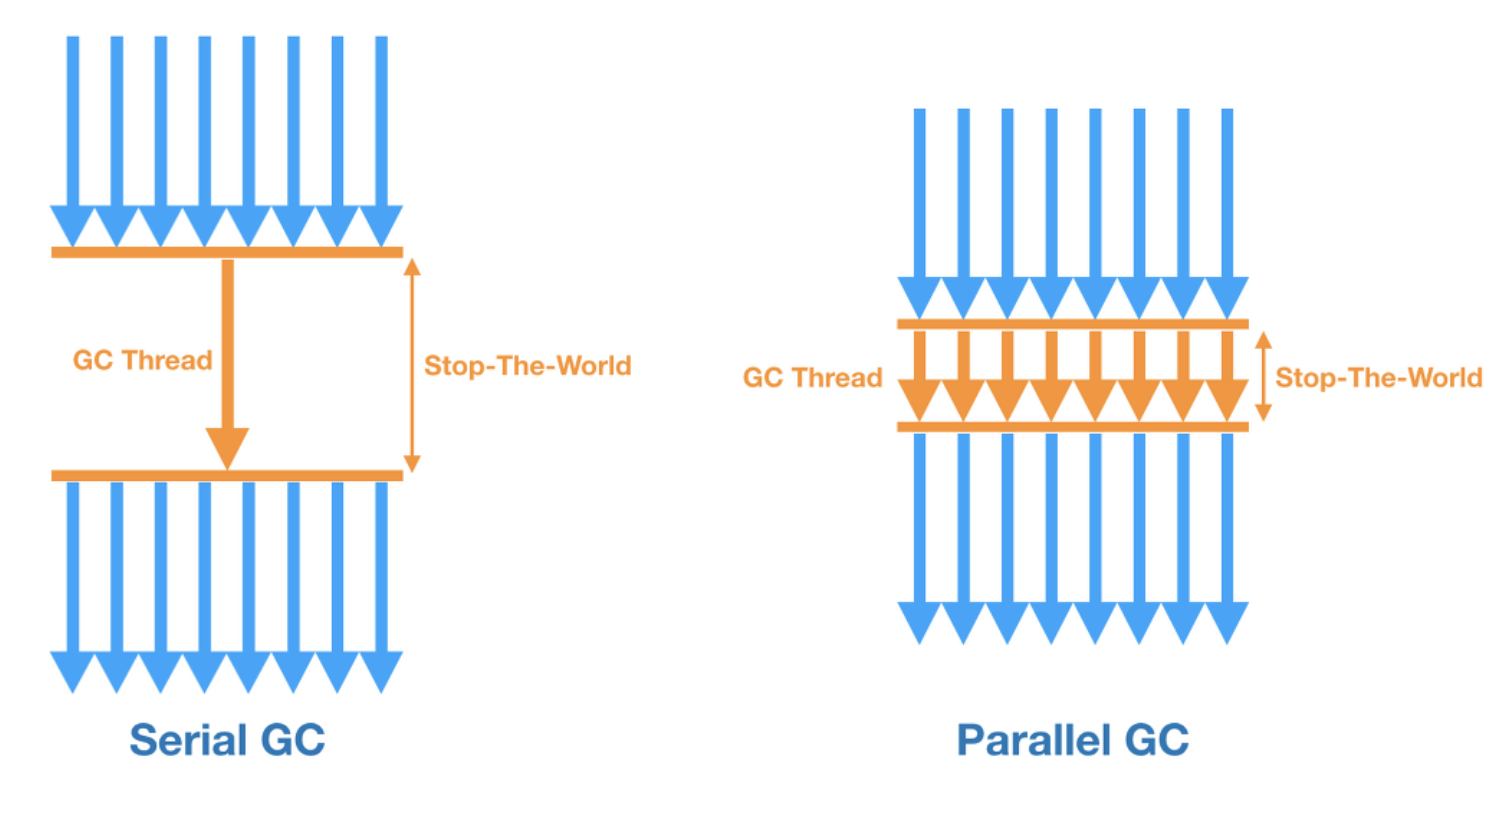 GC Thread
Stop-The-World
Serial GC
GC Thread
Stop-The-World
Parallel GC